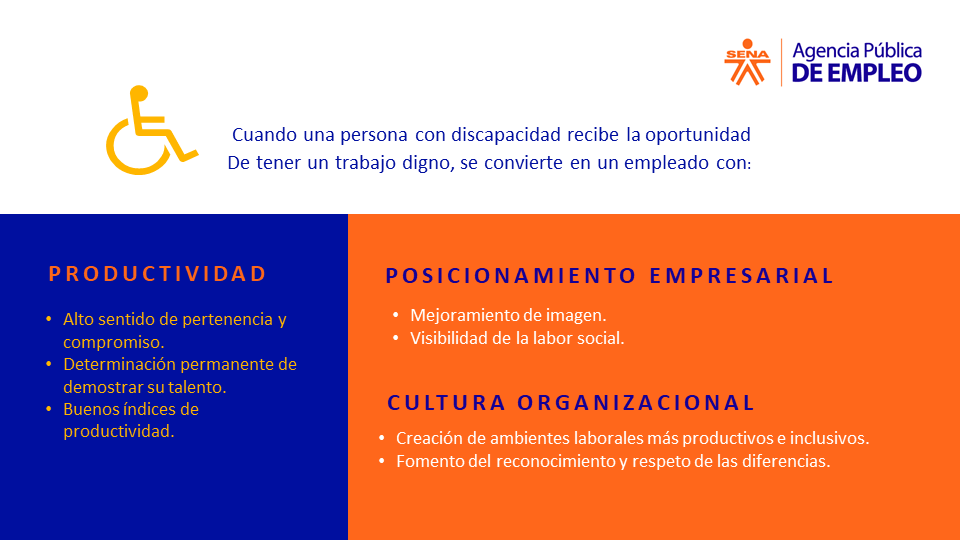 SENA
Agencia Pública
DE EMPLEO
Cuando una persona con discapacidad recibe la oportunidad
De tener un trabajo digno, se convierte en un empleado con:
PRODUCTIVIDAD
• Alto sentido de pertenencia y
compromiso.
• Determinación permanente de
demostrar su talento.
• Buenos índices de
productividad.
POSICIONAMIENTO EMPRESARIAL
• Mejoramiento de imagen.
• Visibilidad de la labor social.
CULTURA ORGANIZACIONAL
• Creación de ambientes laborales más productivos e inclusivos.
• Fomento del reconocimiento y respeto de las diferencias.